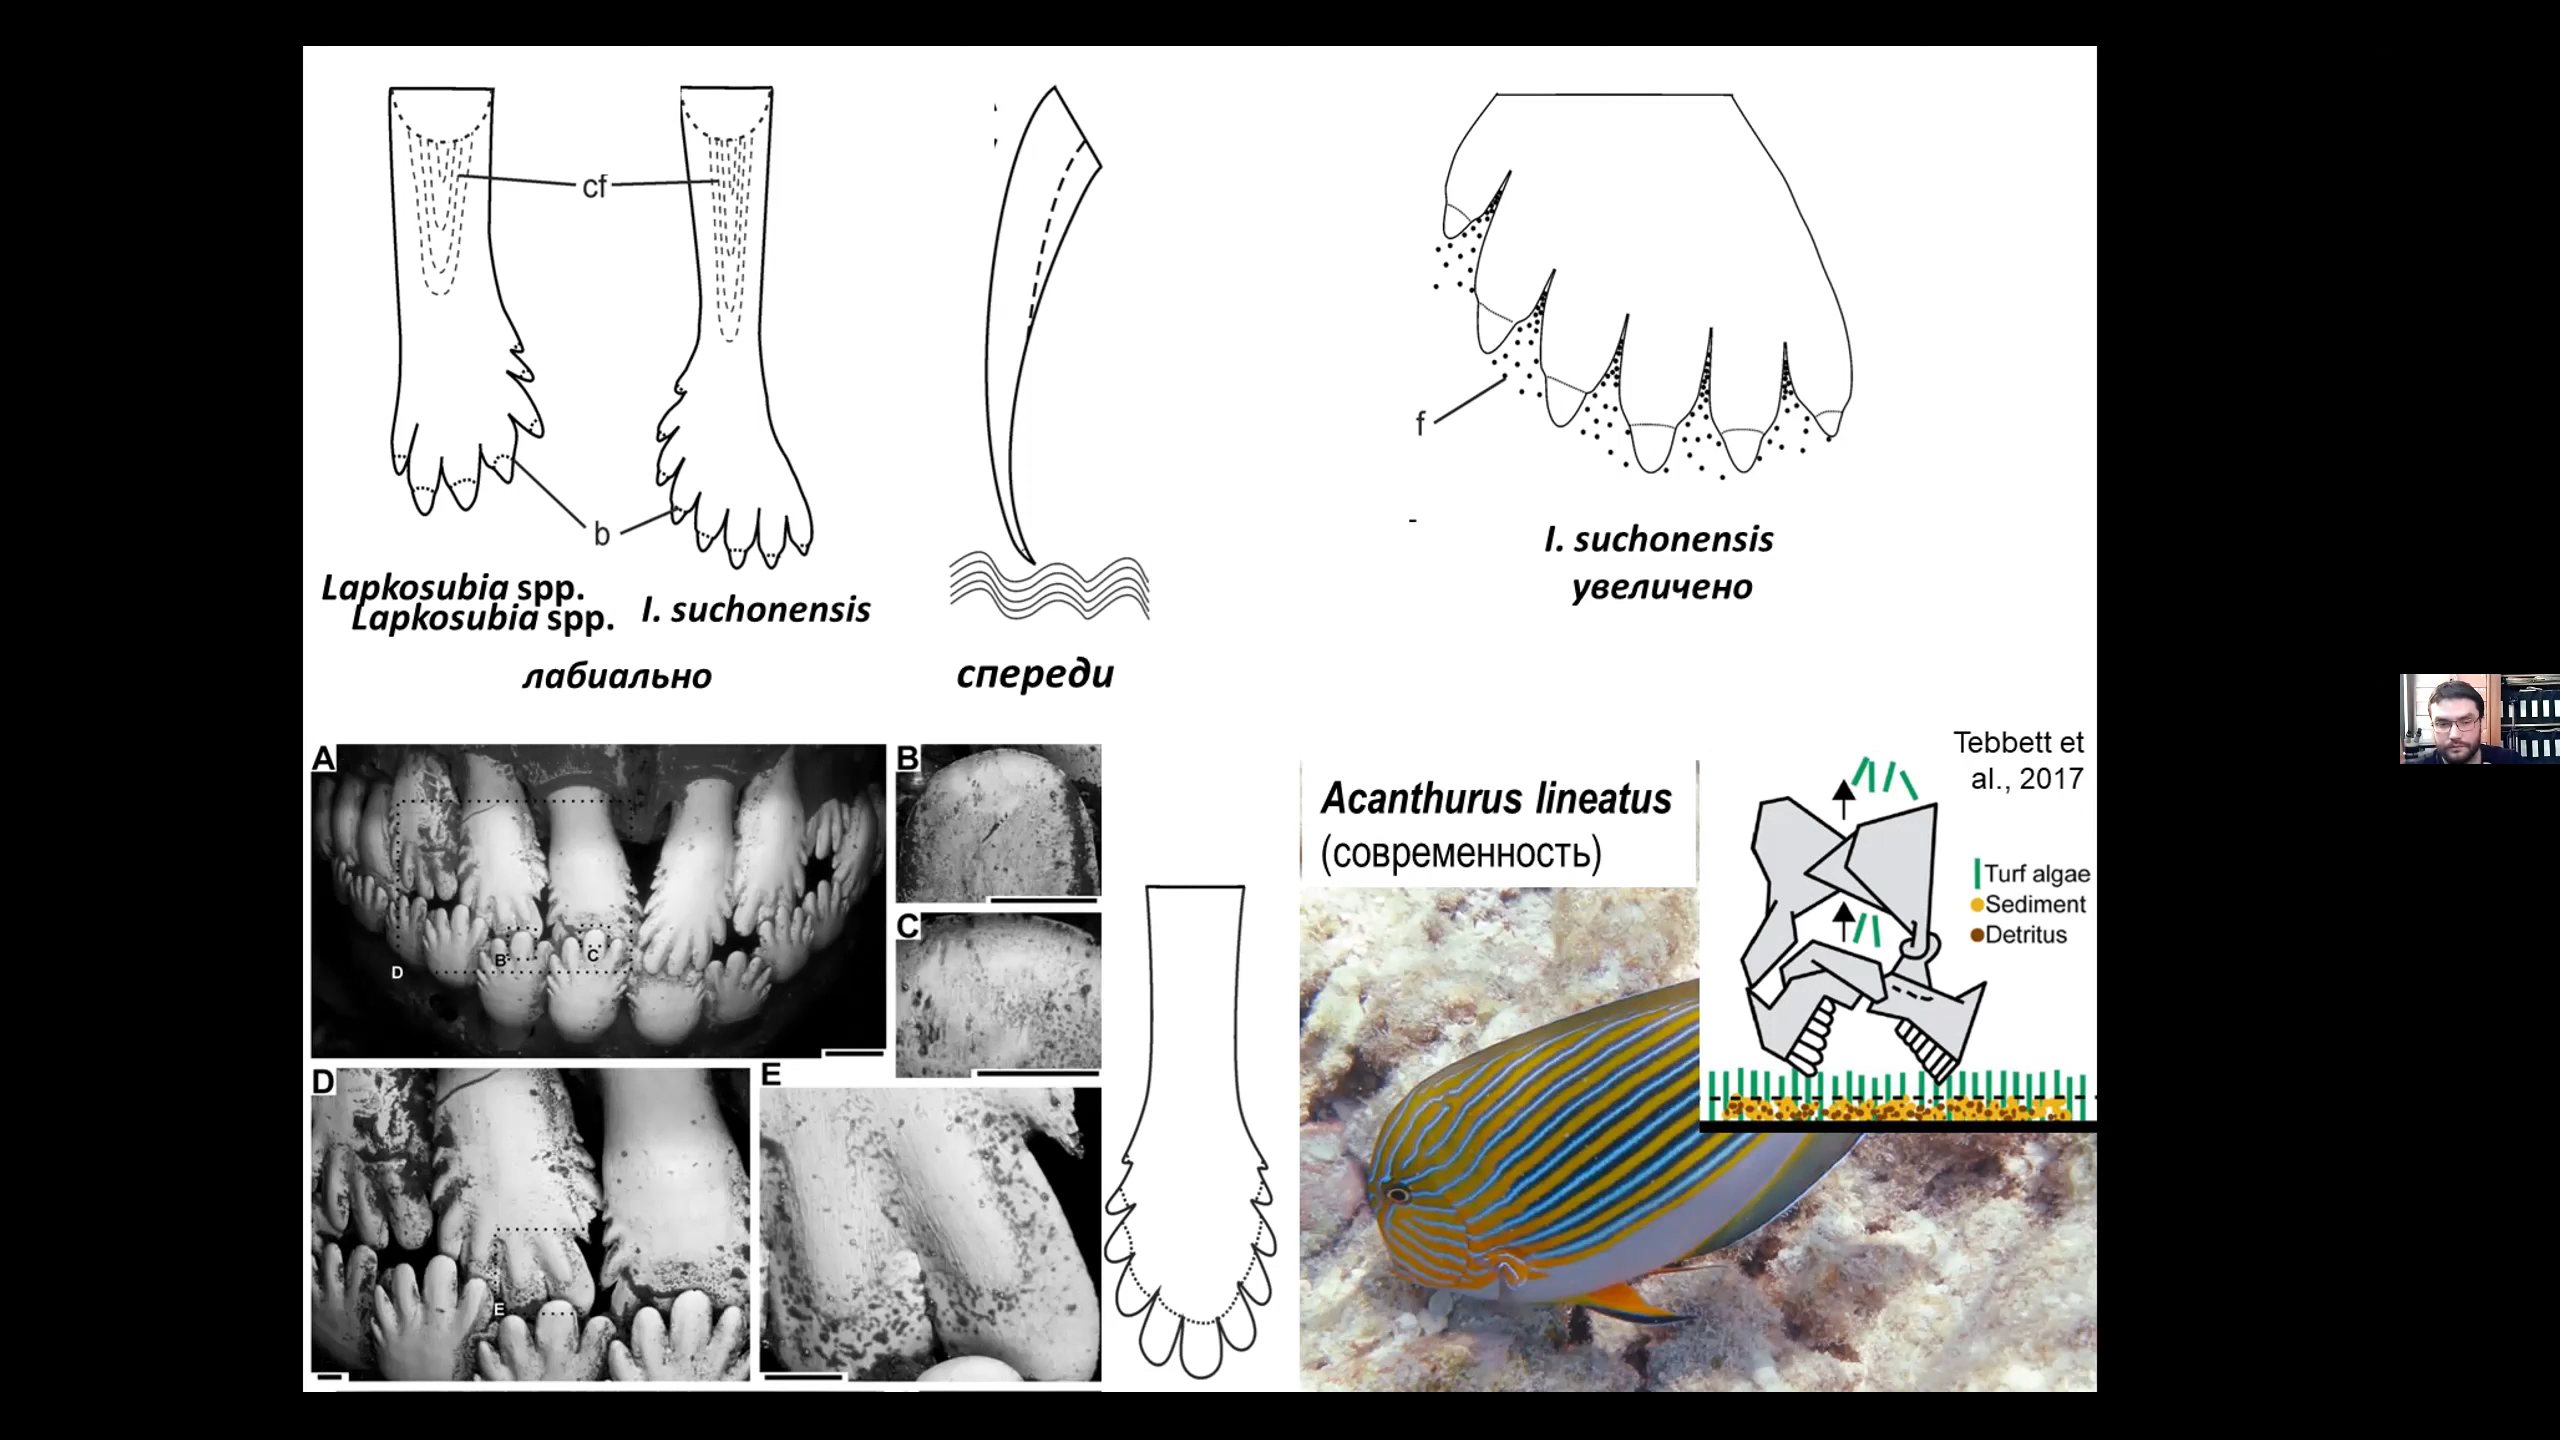 cf
b
f
Lapkosubia spp.
Lapkosubia spp.
I. suchonensis
лабиально
спереди
I. suchonensis
увеличено
A
B
C
D
B
C
D
E
E
Acanthurus lineatus
(современность)
Tebbett et
al., 2017
Turf algae
Sediment
Detritus